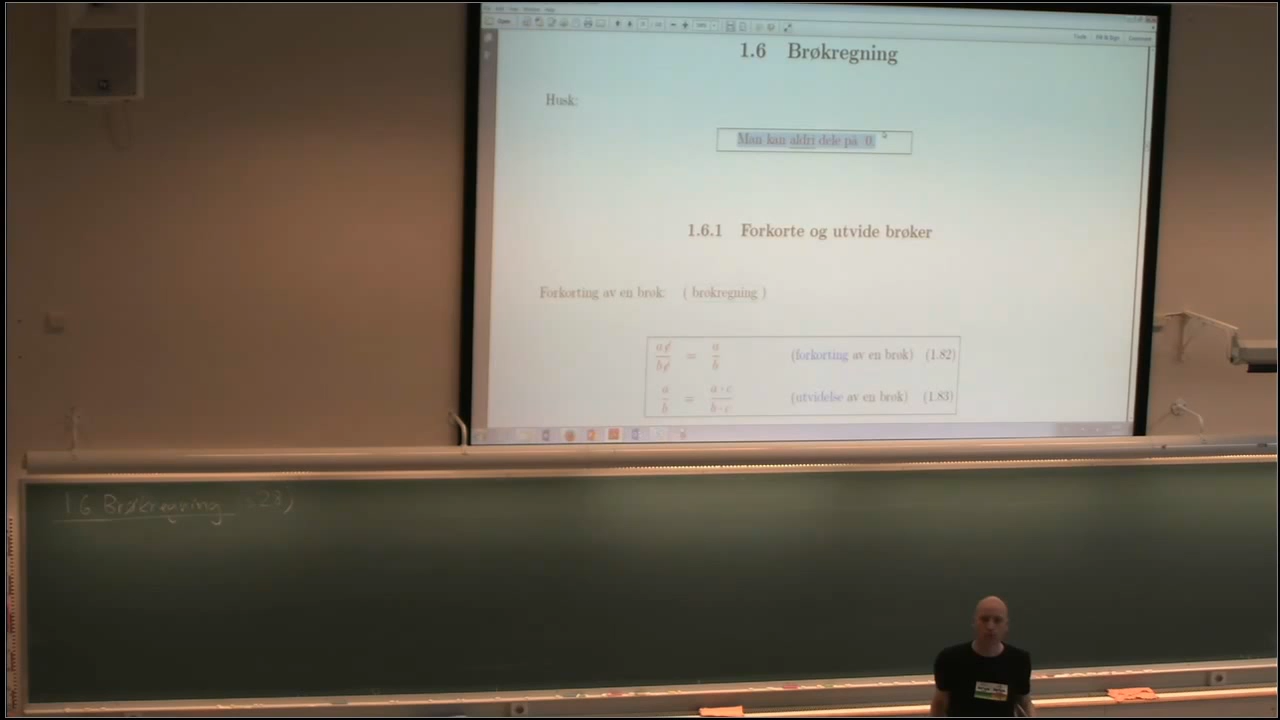 1.6 Brøkregning
Husk:
Man kan aldri dele på 0.
1.6.1 Forkorte og utvide brøker
Forkorting av en brøk: ( brøkregning )
a c / b c = a / b (forkorting av en brøk) (1.82)
a / b = a · c / b · c (utvidelse av en brøk) (1.83)
1.6 Brøkregning (s 23)